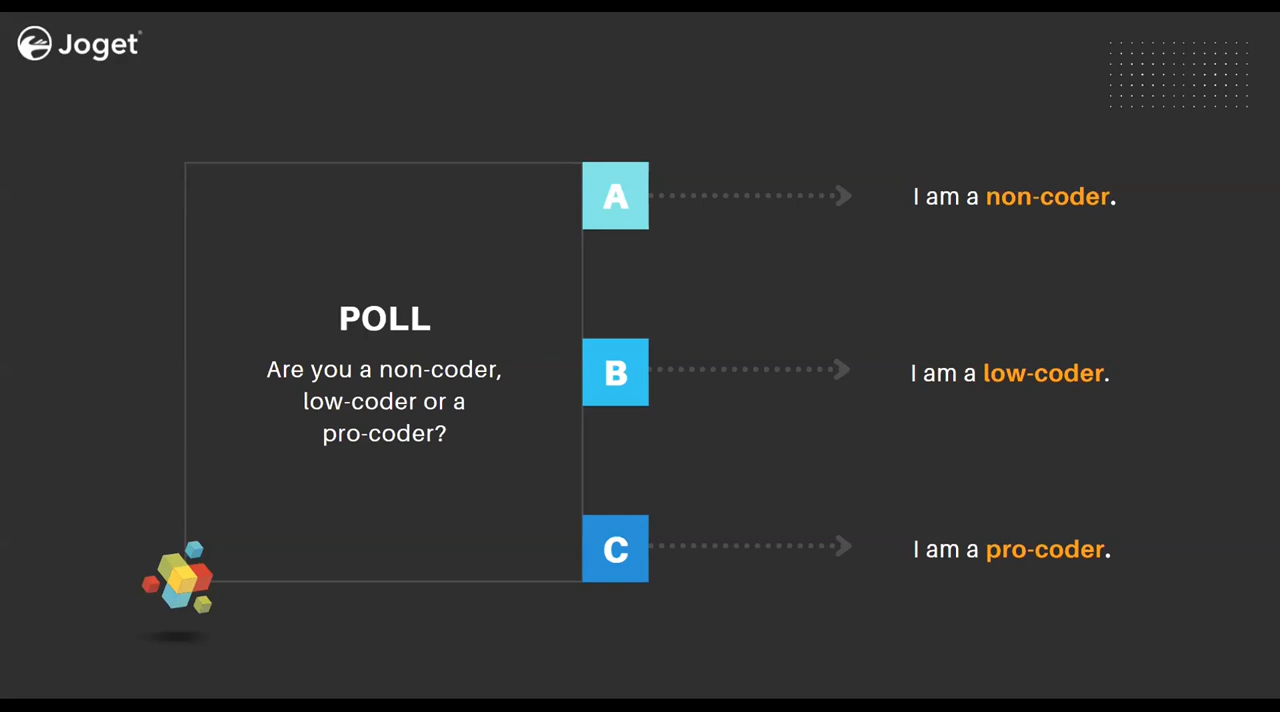 Joget
POLL
Are you a non-coder,
low-coder or a
pro-coder?
A
I am a non-coder.
B
I am a low-coder.
C
I am a pro-coder.